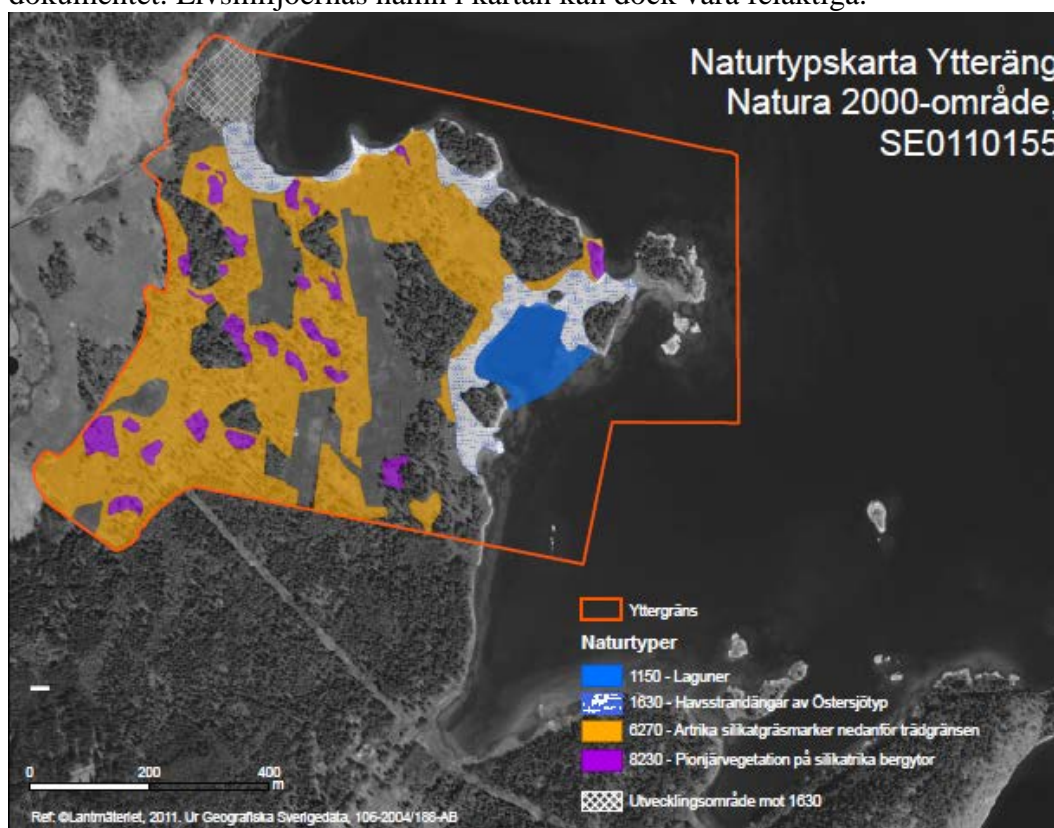 dokumentet. Livsmiljöernas namn i kartan kan dock vara felaktiga.
Naturtypskarta Ytteräng
Natura 2000-område,
SE0110155
Yttergräns
Naturtyper
1150 - Laguner
1630 - Havsstrandängar av Östersjötyp
6270 - Artrika silikatgräsmarker nedanför trädgränsen
8230 - Pionjärvegetation på silikatrika bergytor
Utvecklingsområde mot 1630
0 200 400
m
Ref: ©Lantmäteriet, 2011. Ur Geografiska Sverigedata, 106-2004/188-AB